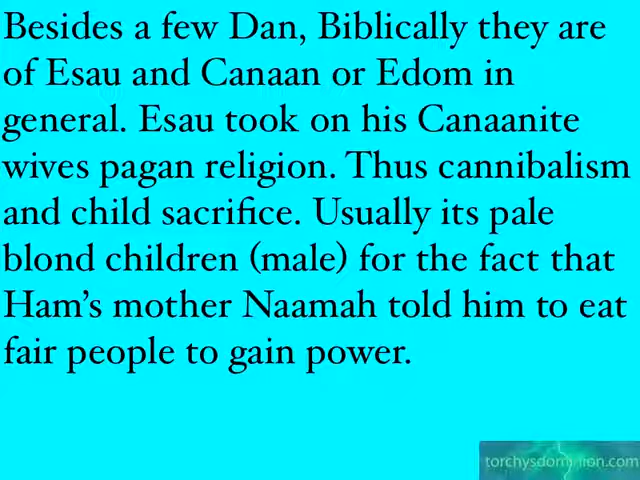 Besides a few Dan, Biblically they are
of Esau and Canaan or Edom in
general. Esau took on his Canaanite
wives pagan religion. Thus cannibalism
and child sacrifice. Usually its pale
blond children (male) for the fact that
Ham’s mother Naamah told him to eat
fair people to gain power.
torchysdominion.com